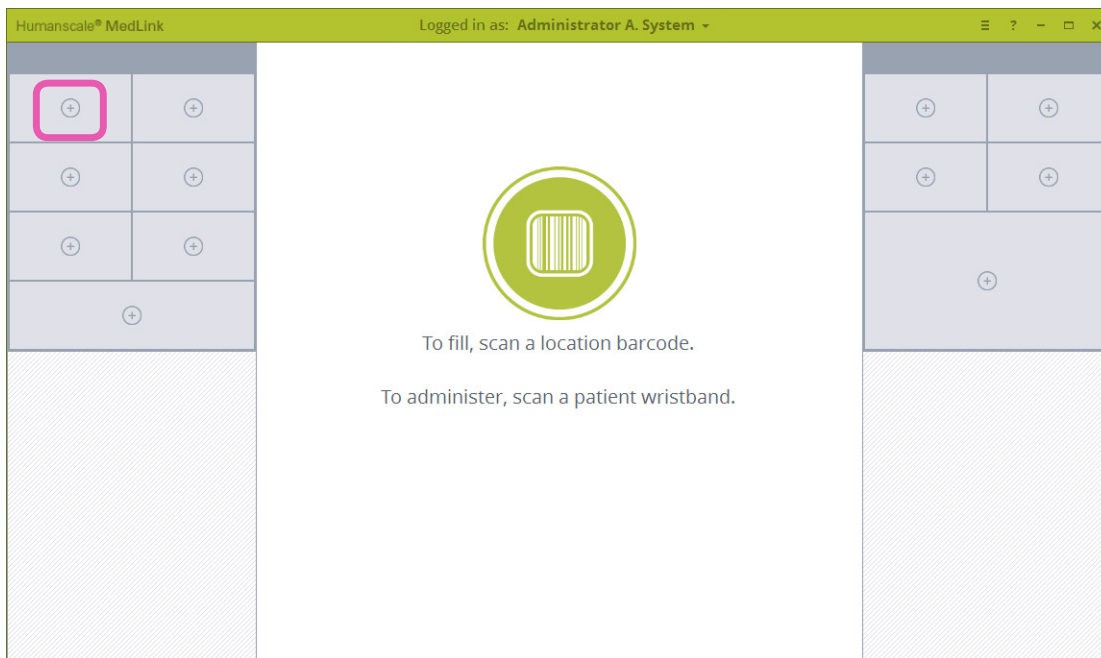 Humanscale® MedLink
Logged in as: Administrator A. System
To fill, scan a location barcode.
To administer, scan a patient wristband.